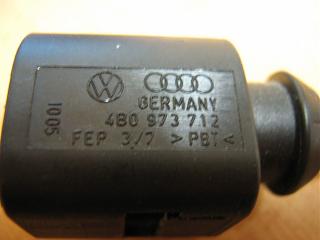 GERMANY
4B0 973 712
FEP 3/7 >PBT<
1005